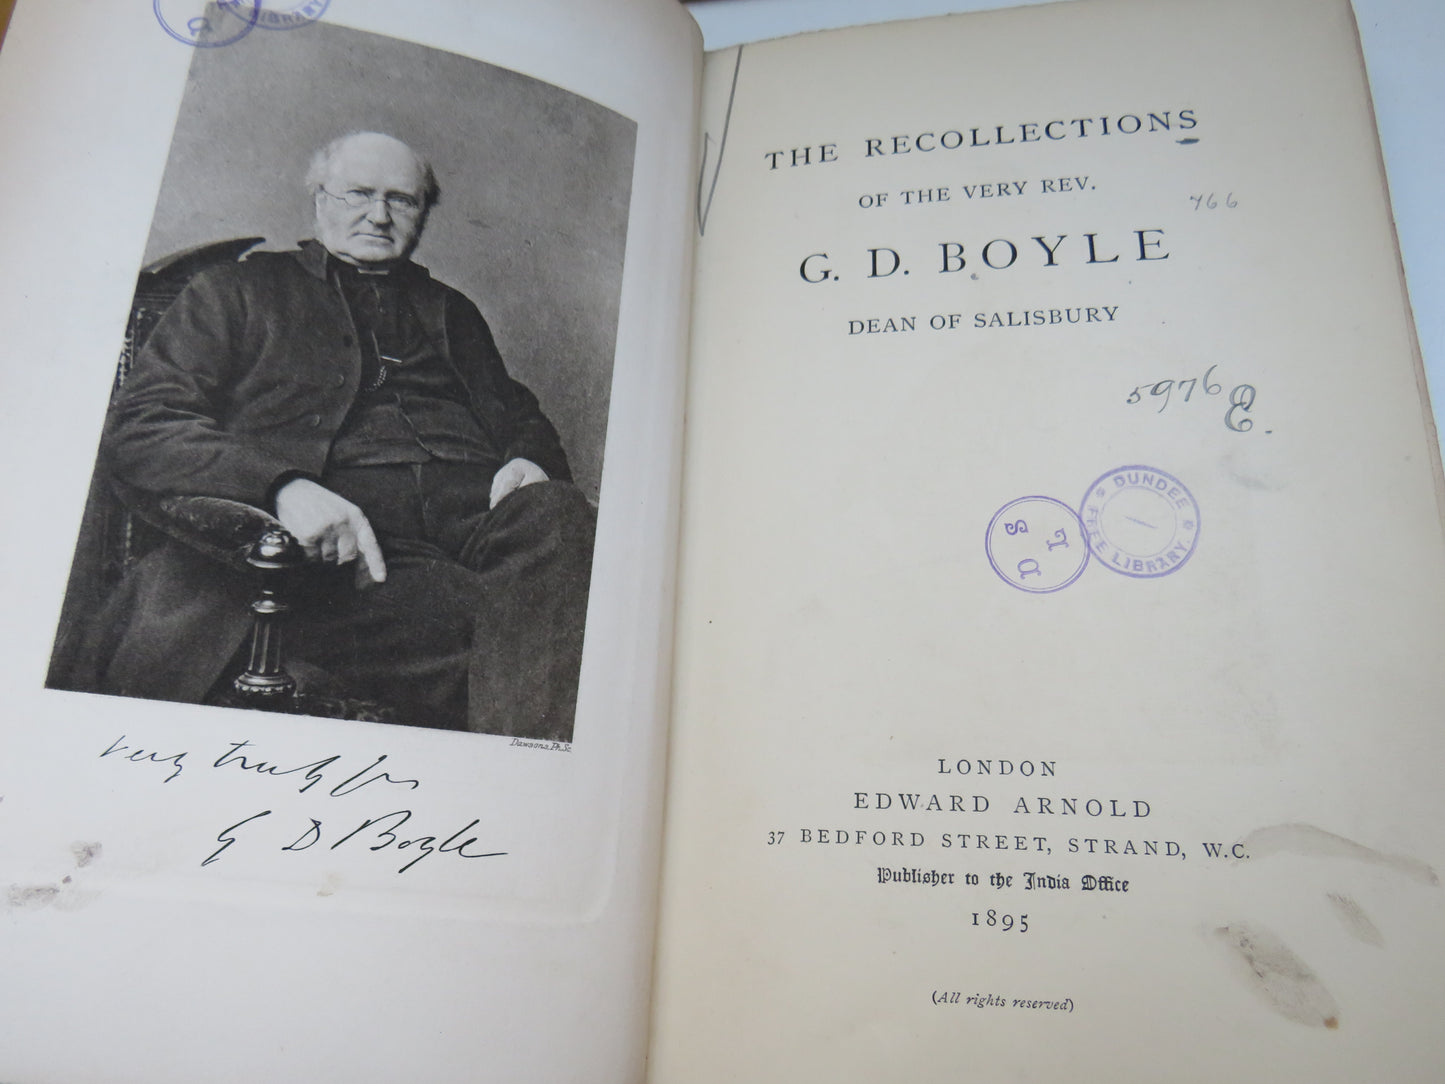 LIBRARY
Dawsons, Ph. Sc.
very truly yrs
G D Boyle
THE RECOLLECTIONS
OF THE VERY REV.
766
G. D. BOYLE
DEAN OF SALISBURY
5976 E.
DUNDEE
FREE LIBRARY.
S
L
Q
LONDON
EDWARD ARNOLD
37 BEDFORD STREET, STRAND, W.C.
Publisher to the India Office
1895
(All rights reserved)